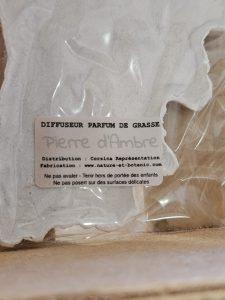 DIFFUSEUR PARFUM DE GRASSE
Pierre d'Ambre
Distribution : Corsica Représentation
Fabrication : www.nature-et-botanic.com
Ne pas avaler - Tenir hors de portée des enfants
Ne pas poser sur des surfaces délicates